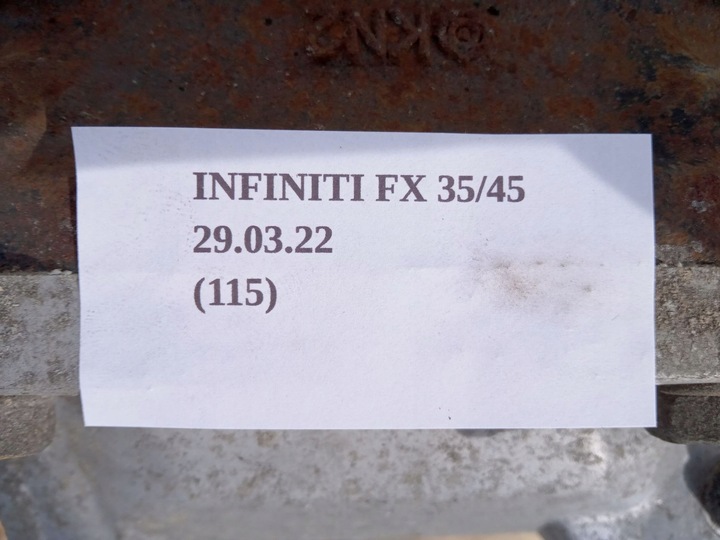 INFINITI FX 35/45
29.03.22
(115)